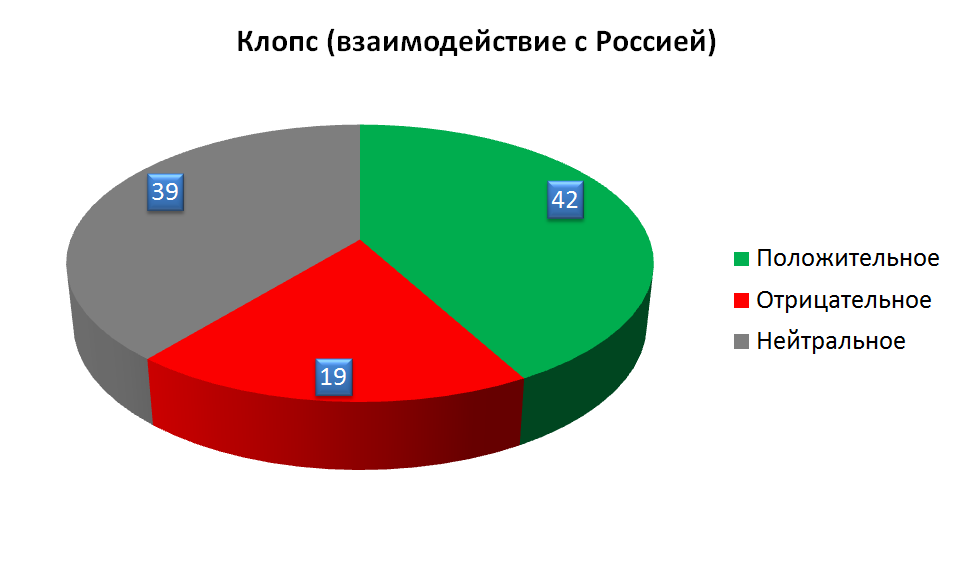 Клопс (взаимодействие с Россией)
39
42
19
Положительное
Отрицательное
Нейтральное